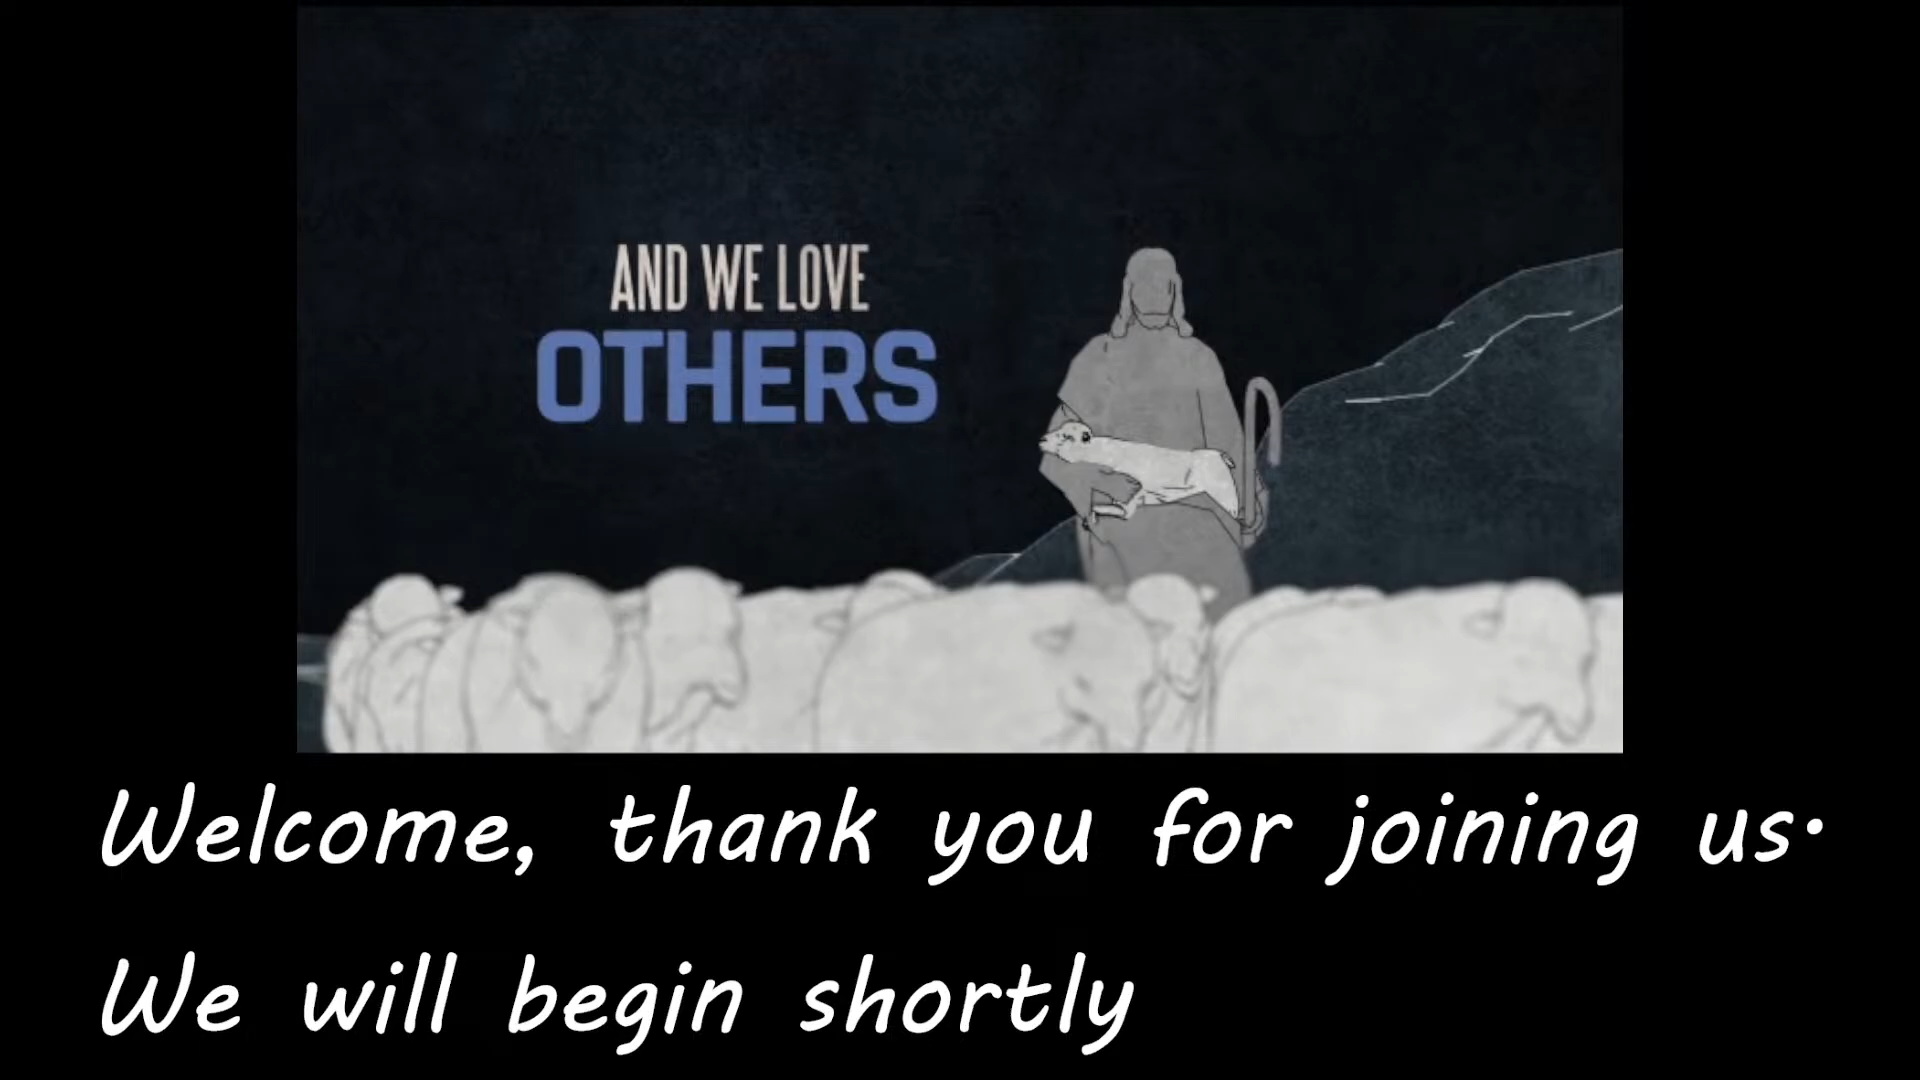 AND WE LOVE
OTHERS
Welcome, thank you for joining us.
We will begin shortly